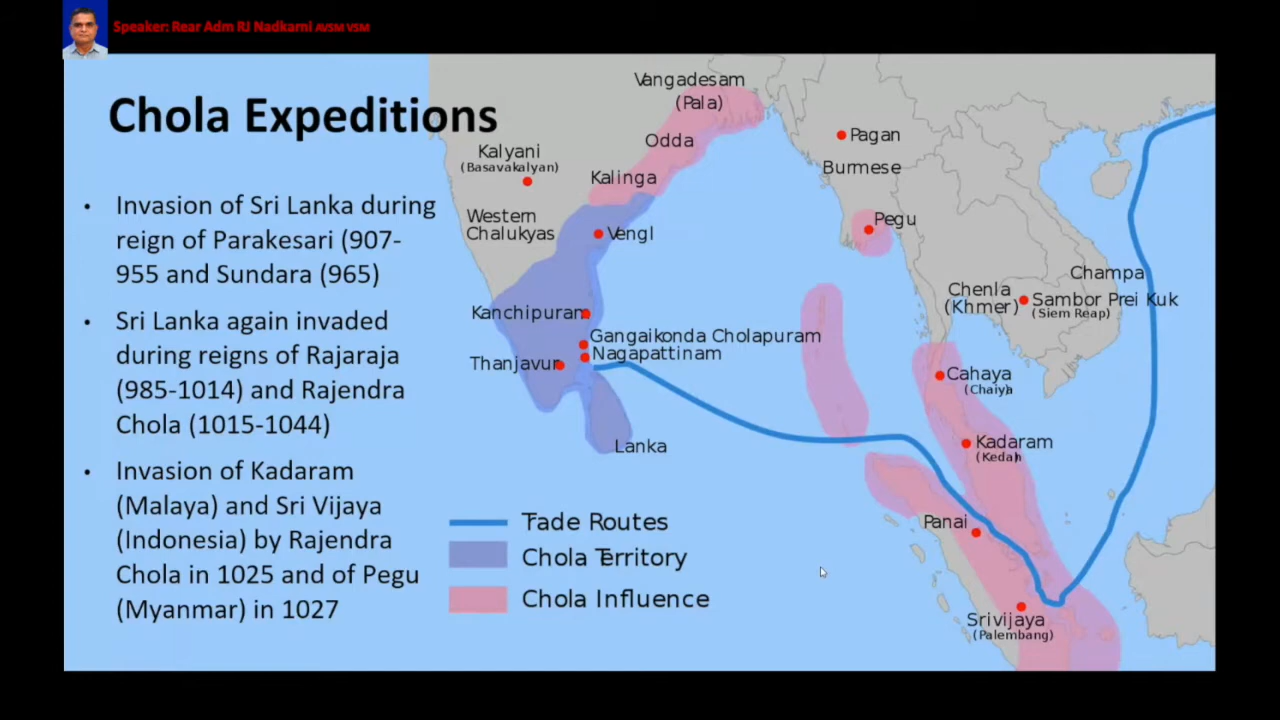 Speaker: Rear Adm RJ Nadkarni AVSM VSM
Chola Expeditions
• Invasion of Sri Lanka during
reign of Parakesari (907-
955 and Sundara (965)
• Sri Lanka again invaded
during reigns of Rajaraja
(985-1014) and Rajendra
Chola (1015-1044)
• Invasion of Kadaram
(Malaya) and Sri Vijaya
(Indonesia) by Rajendra
Chola in 1025 and of Pegu
(Myanmar) in 1027
Vangadesam
(Pala)
Odda
Kalyani
(Basavakalyan)
Kalinga
Western
Chalukyas
Vengl
Kanchipuram
Gangaikonda Cholapuram
Nagapattinam
Thanjavur
Lanka
Pagan
Burmese
Pegu
Champa
Chenla
(Khmer)
Sambor Prei Kuk
(Siem Reap)
Cahaya
(Chaiya)
Kadaram
(Kedah)
Panai
Srivijaya
(Palembang)
Tade Routes
Chola Territory
Chola Influence